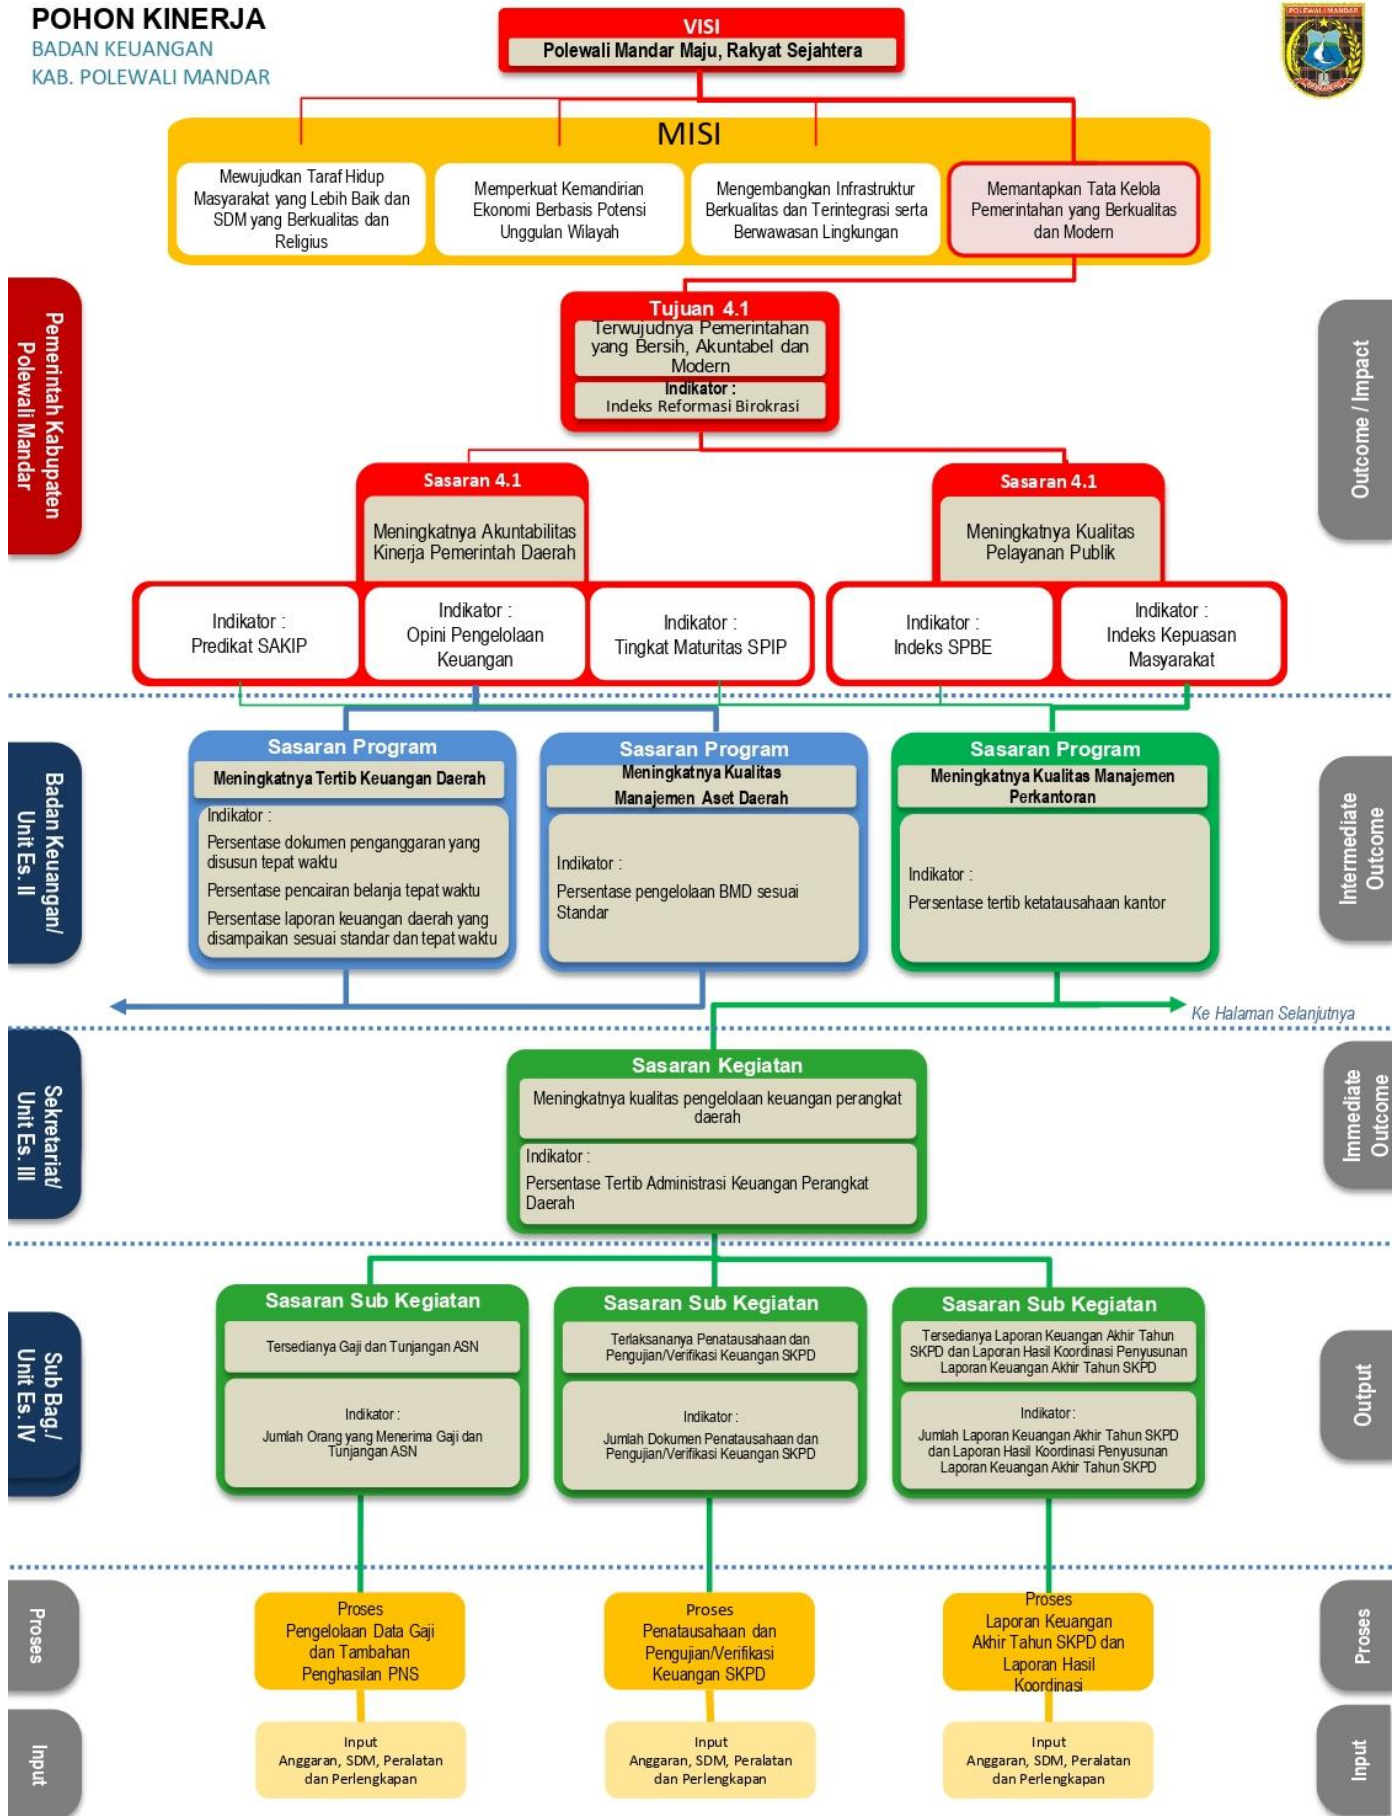 POHON KINERJA
BADAN KEUANGAN
KAB. POLEWALI MANDAR
VISI
Polewali Mandar Maju, Rakyat Sejahtera
POLEWALI MANDAR
MISI
Mewujudkan Taraf Hidup
Masyarakat yang Lebih Baik dan
SDM yang Berkualitas dan
Religius
Memperkuat Kemandirian
Ekonomi Berbasis Potensi
Unggulan Wilayah
Mengembangkan Infrastruktur
Berkualitas dan Terintegrasi serta
Berwawasan Lingkungan
Memantapkan Tata Kelola
Pemerintahan yang Berkualitas
dan Modern
Pemerintah Kabupaten
Polewali Mandar
Outcome / Impact
Tujuan 4.1
Terwujudnya Pemerintahan
yang Bersih, Akuntabel dan
Modern
Indikator :
Indeks Reformasi Birokrasi
Sasaran 4.1
Meningkatnya Akuntabilitas
Kinerja Pemerintah Daerah
Sasaran 4.1
Meningkatnya Kualitas
Pelayanan Publik
Indikator :
Predikat SAKIP
Indikator :
Opini Pengelolaan
Keuangan
Indikator :
Tingkat Maturitas SPIP
Indikator :
Indeks SPBE
Indikator :
Indeks Kepuasan
Masyarakat
Badan Keuangan/
Unit Es. II
Intermediate
Outcome
Sasaran Program
Meningkatnya Tertib Keuangan Daerah
Indikator :
Persentase dokumen penganggaran yang
disusun tepat waktu
Persentase pencairan belanja tepat waktu
Persentase laporan keuangan daerah yang
disampaikan sesuai standar dan tepat waktu
Sasaran Program
Meningkatnya Kualitas
Manajemen Aset Daerah
Indikator :
Persentase pengelolaan BMD sesuai
Standar
Sasaran Program
Meningkatnya Kualitas Manajemen
Perkantoran
Indikator :
Persentase tertib ketatausahaan kantor
Ke Halaman Selanjutnya
Sekretariat/
Unit Es. III
Immediate
Outcome
Sasaran Kegiatan
Meningkatnya kualitas pengelolaan keuangan perangkat
daerah
Indikator :
Persentase Tertib Administrasi Keuangan Perangkat
Daerah
Sub Bag./
Unit Es. IV
Output
Sasaran Sub Kegiatan
Tersedianya Gaji dan Tunjangan ASN
Indikator :
Jumlah Orang yang Menerima Gaji dan
Tunjangan ASN
Sasaran Sub Kegiatan
Terlaksananya Penatausahaan dan
Pengujian/Verifikasi Keuangan SKPD
Indikator :
Jumlah Dokumen Penatausahaan dan
Pengujian/Verifikasi Keuangan SKPD
Sasaran Sub Kegiatan
Tersedianya Laporan Keuangan Akhir Tahun
SKPD dan Laporan Hasil Koordinasi Penyusunan
Laporan Keuangan Akhir Tahun SKPD
Indikator :
Jumlah Laporan Keuangan Akhir Tahun SKPD
dan Laporan Hasil Koordinasi Penyusunan
Laporan Keuangan Akhir Tahun SKPD
Proses
Proses
Proses
Pengelolaan Data Gaji
dan Tambahan
Penghasilan PNS
Proses
Penatausahaan dan
Pengujian/Verifikasi
Keuangan SKPD
Proses
Laporan Keuangan
Akhir Tahun SKPD dan
Laporan Hasil
Koordinasi
Input
Input
Input
Anggaran, SDM, Peralatan
dan Perlengkapan
Input
Anggaran, SDM, Peralatan
dan Perlengkapan
Input
Anggaran, SDM, Peralatan
dan Perlengkapan